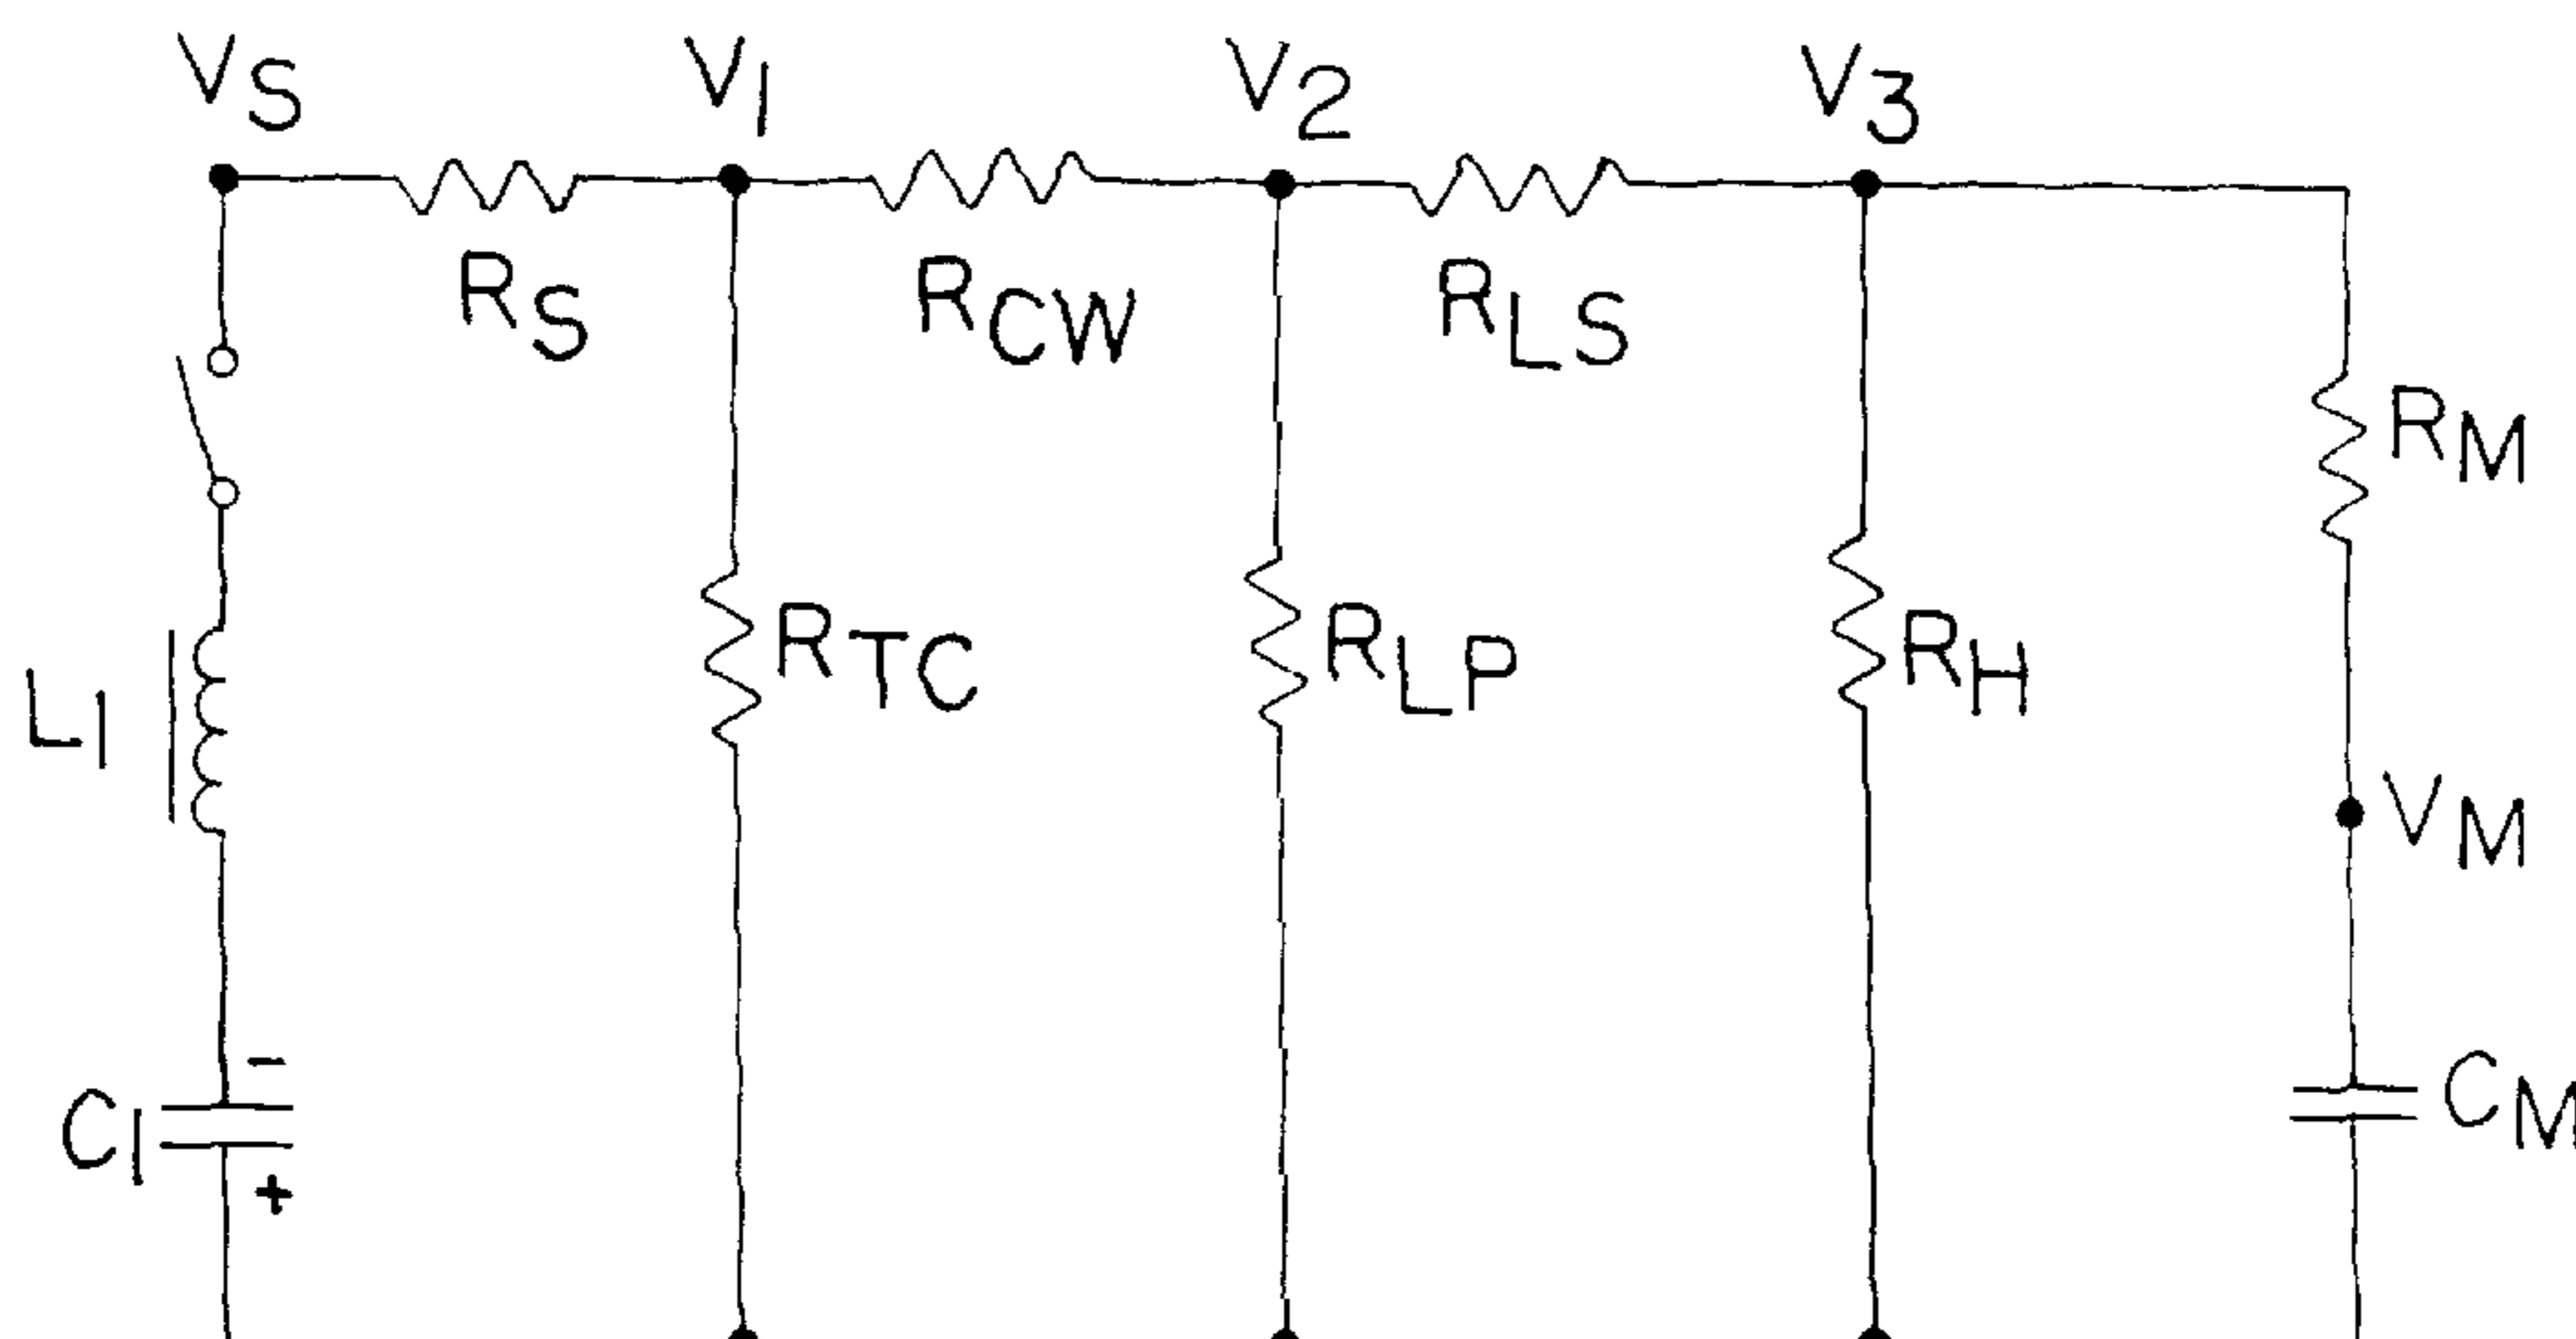 VS V1 V2 V3
RS RCW RLS
RM
RTC RLP RH
L1
VM
-
C1 CM
+